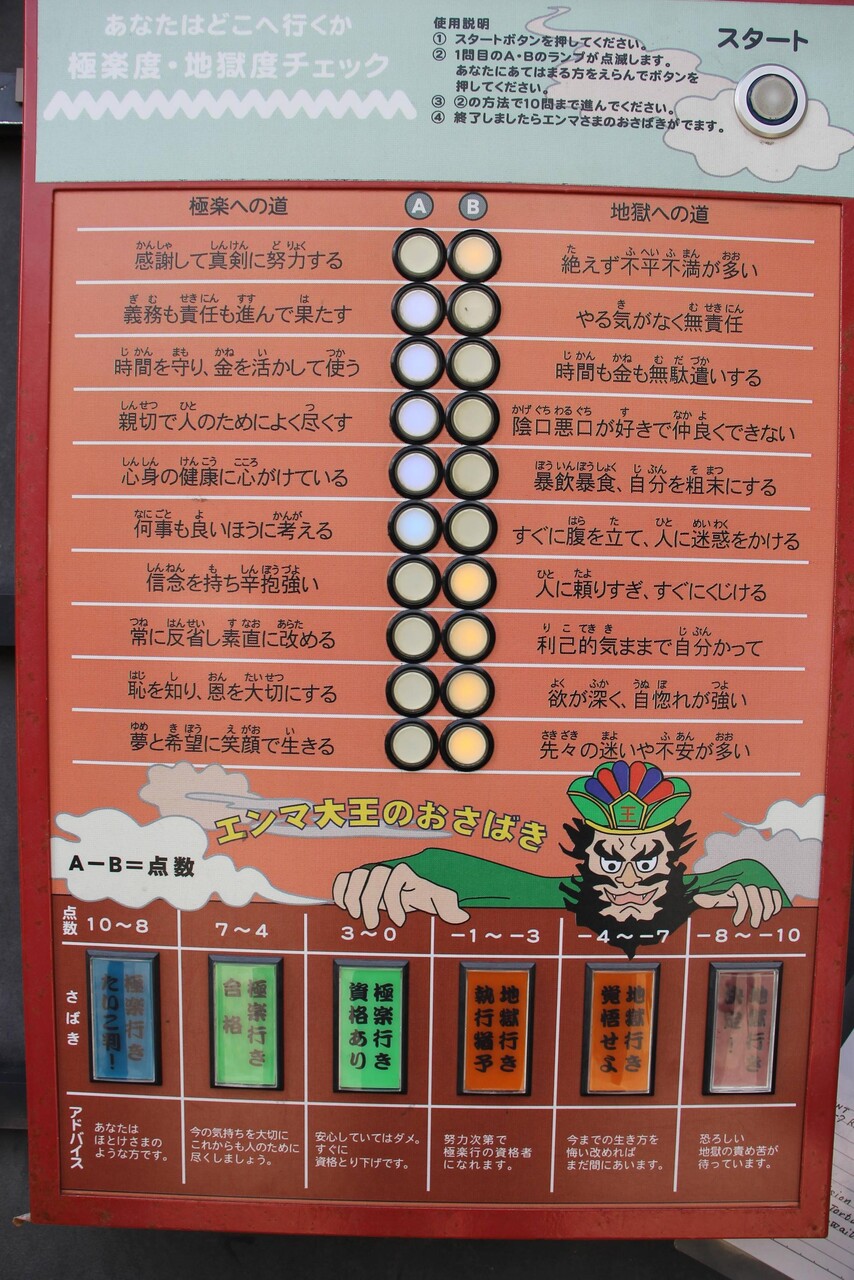 あなたはどこへ行くか
極楽度・地獄度チェック
使用説明
① スタートボタンを押してください。
② 1問目のA・Bのランプが点滅します。
あなたにあてはまる方をえらんでボタンを
押してください。
③ ②の方法で10問まで進んでください。
④ 終了しましたらエンマさまのおさばきがでます。
スタート
極楽への道 A B 地獄への道
感謝して真剣に努力する
絶えず不平不満が多い
義務も責任も進んで果たす
やる気がなく無責任
時間を守り、金を活かして使う
時間も金も無駄遣いする
親切で人のためによく尽くす
陰口悪口が好きで仲良くできない
心身の健康に心がけている
暴飲暴食、自分を粗末にする
何事も良いほうに考える
すぐに腹を立て、人に迷惑をかける
信念を持ち辛抱強い
人に頼りすぎ、すぐにくじける
常に反省し素直に改める
利己的気ままで自分かって
恥を知り、恩を大切にする
欲が深く、自惚れが強い
夢と希望に笑顔で生きる
先々の迷いや不安が多い
エンマ大王のおさばき
王
A－B＝点数
点数 10～8 7～4 3～0 －1～－3 －4～－7 －8～－10
さばき
極楽行き
たいこ判！
極楽行き
合格
極楽行き
資格あり
地獄行き
執行猶予
地獄行き
覚悟せよ
地獄行き
アドバイス
あなたは
ほとけさまの
ような方です。
今の気持ちを大切に
これからも人のために
尽くしましょう。
安心していてはダメ。
すぐに
資格とり下げです。
努力次第で
極楽行の資格者
になれます。
今までの生き方を
悔い改めれば
まだ間にあいます。
恐ろしい
地獄の責め苦が
待っています。